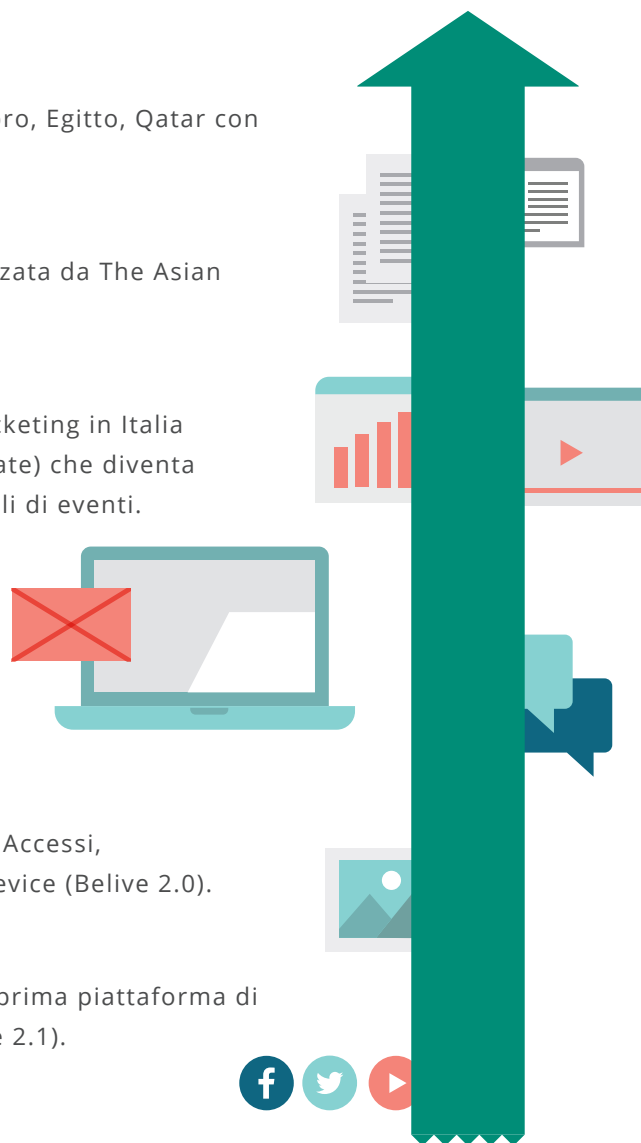 ro, Egitto, Qatar con
zata da The Asian
keting in Italia
ate) che diventa
li di eventi.
Accessi,
evice (Belive 2.0).
prima piattaforma di
2.1).